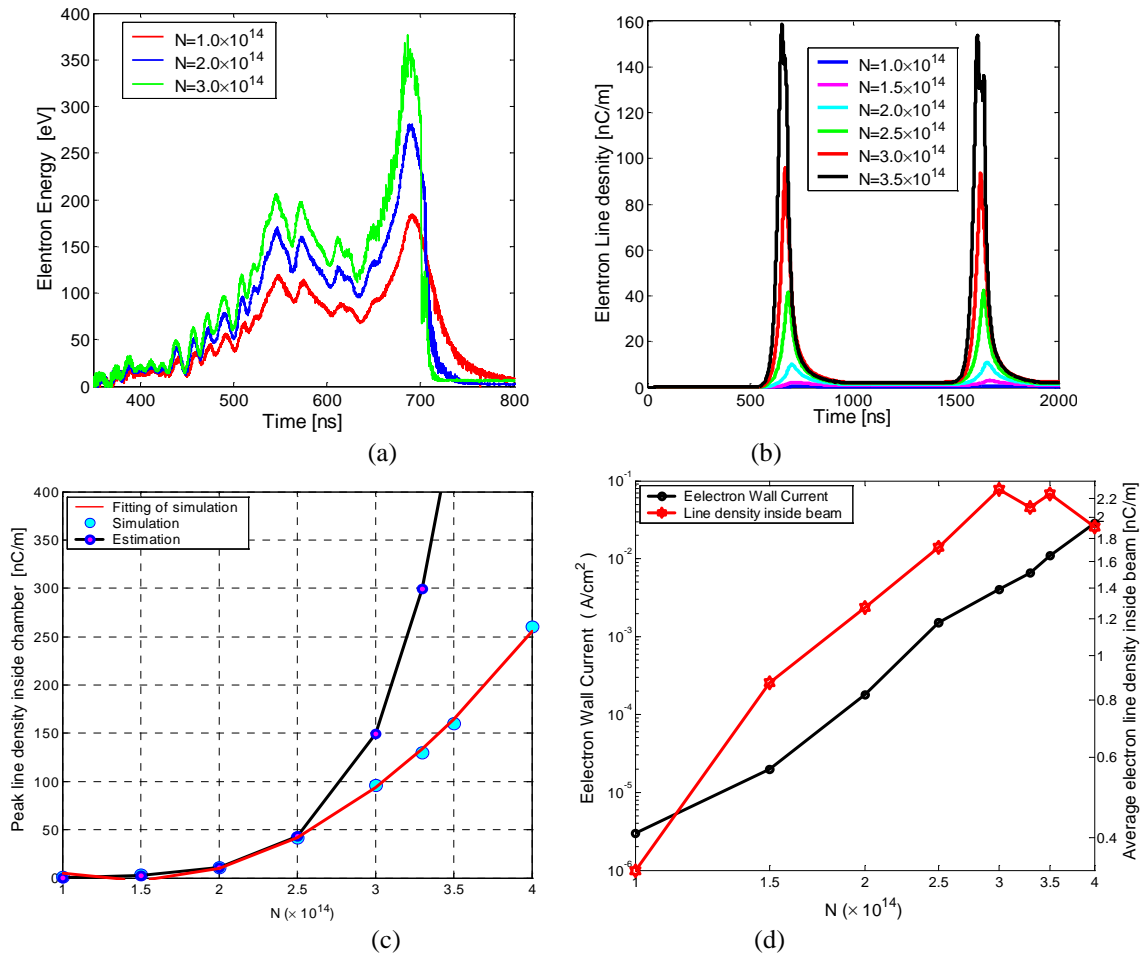 400
350
300
250
200
150
100
50
0
400 500 600 700 800
Elentron Energy [eV]
Time [ns]
N=1.0×10^14
N=2.0×10^14
N=3.0×10^14
(a)
160
140
120
100
80
60
40
20
0
0 500 1000 1500 2000
Elentron Line desnity [nC/m]
Time [ns]
N=1.0×10^14
N=1.5×10^14
N=2.0×10^14
N=2.5×10^14
N=3.0×10^14
N=3.5×10^14
(b)
400
350
300
250
200
150
100
50
0
1 1.5 2 2.5 3 3.5 4
Peak line density inside chamber [nC/m]
N (× 10^14)
Fitting of simulation
Simulation
Estimation
(c)
10^-1
10^-2
10^-3
10^-4
10^-5
10^-6
1 1.5 2 2.5 3 3.5 4
Eelectron Wall Current ( A/cm^2)
N (× 10^14)
Eelectron Wall Current
Line density inside beam
2.2
2
1.8
1.6
1.4
1.2
1
0.8
0.6
0.4
Average electron line density inside beam [nC/m]
(d)